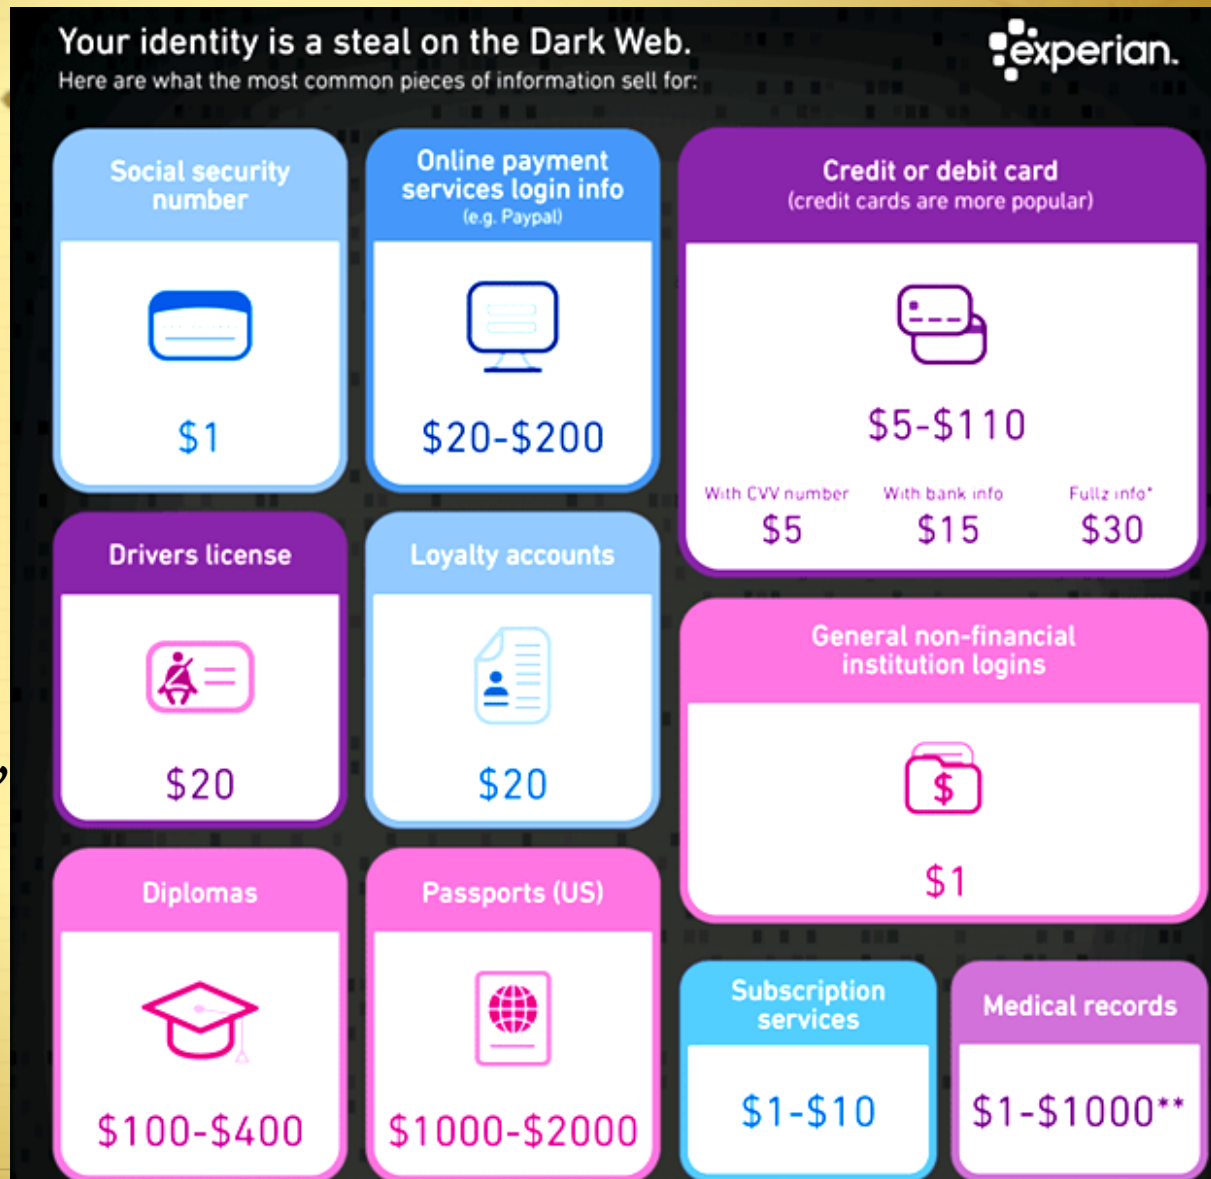 Your identity is a steal on the Dark Web.
Here are what the most common pieces of information sell for:
experian.
Social security
number
$1
Online payment
services login info
(e.g. Paypal)
$20-$200
Credit or debit card
(credit cards are more popular)
$5-$110
With CVV number
$5
With bank info
$15
Fullz info*
$30
Drivers license
$20
Loyalty accounts
$20
General non-financial
institution logins
$
$1
Diplomas
$100-$400
Passports (US)
$1000-$2000
Subscription
services
$1-$10
Medical records
$1-$1000**
,